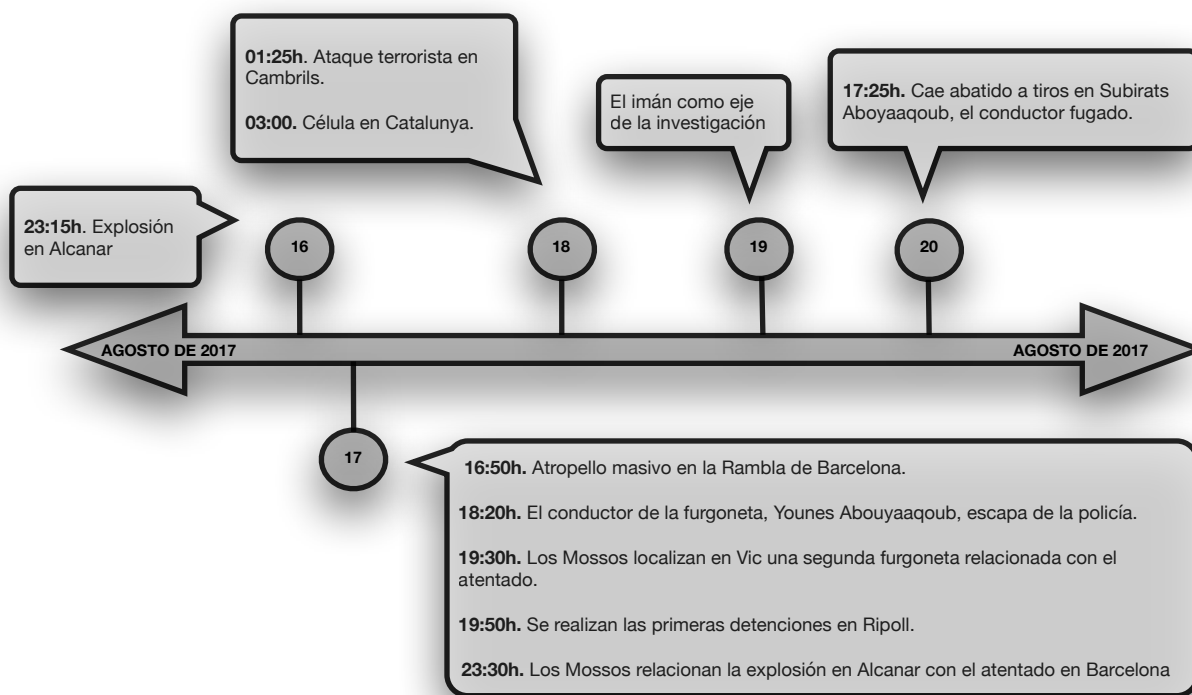 01:25h. Ataque terrorista en
Cambrils.
03:00. Célula en Catalunya.
El imán como eje
de la investigación
17:25h. Cae abatido a tiros en Subirats
Aboyaaqoub, el conductor fugado.
23:15h. Explosión
en Alcanar
16
18
19
20
AGOSTO DE 2017
AGOSTO DE 2017
17
16:50h. Atropello masivo en la Rambla de Barcelona.
18:20h. El conductor de la furgoneta, Younes Abouyaaqoub, escapa de la policía.
19:30h. Los Mossos localizan en Vic una segunda furgoneta relacionada con el
atentado.
19:50h. Se realizan las primeras detenciones en Ripoll.
23:30h. Los Mossos relacionan la explosión en Alcanar con el atentado en Barcelona